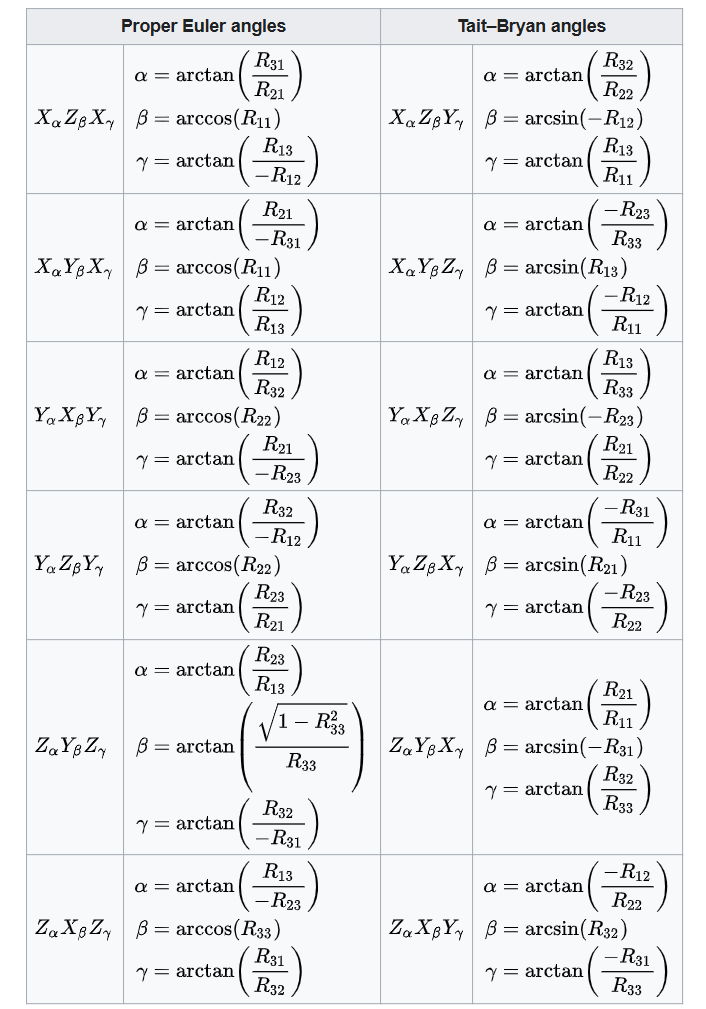 Proper Euler angles Tait–Bryan angles
XαZβXγ
α = arctan(R31/R21)
β = arccos(R11)
γ = arctan(R13/−R12)
XαZβYγ
α = arctan(R32/R22)
β = arcsin(−R12)
γ = arctan(R13/R11)
XαYβXγ
α = arctan(R21/−R31)
β = arccos(R11)
γ = arctan(R12/R13)
XαYβZγ
α = arctan(−R23/R33)
β = arcsin(R13)
γ = arctan(−R12/R11)
YαXβYγ
α = arctan(R12/R32)
β = arccos(R22)
γ = arctan(R21/−R23)
YαXβZγ
α = arctan(R13/R33)
β = arcsin(−R23)
γ = arctan(R21/R22)
YαZβYγ
α = arctan(R32/−R12)
β = arccos(R22)
γ = arctan(R23/R21)
YαZβXγ
α = arctan(−R31/R11)
β = arcsin(R21)
γ = arctan(−R23/R22)
ZαYβZγ
α = arctan(R23/R13)
β = arctan(√(1 − R²33)/R33)
γ = arctan(R32/−R31)
ZαYβXγ
α = arctan(R21/R11)
β = arcsin(−R31)
γ = arctan(R32/R33)
ZαXβZγ
α = arctan(R13/−R23)
β = arccos(R33)
γ = arctan(R31/R32)
ZαXβYγ
α = arctan(−R12/R22)
β = arcsin(R32)
γ = arctan(−R31/R33)